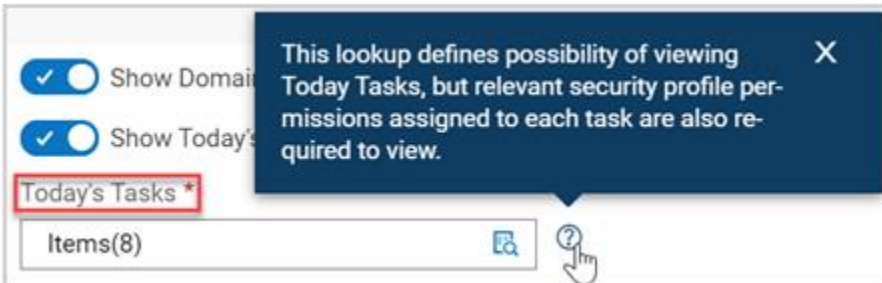 This lookup defines possibility of viewing
Today Tasks, but relevant security profile per-
missions assigned to each task are also re-
quired to view.
X
Show Domai
Show Today's
Today's Tasks *
Items(8)
?